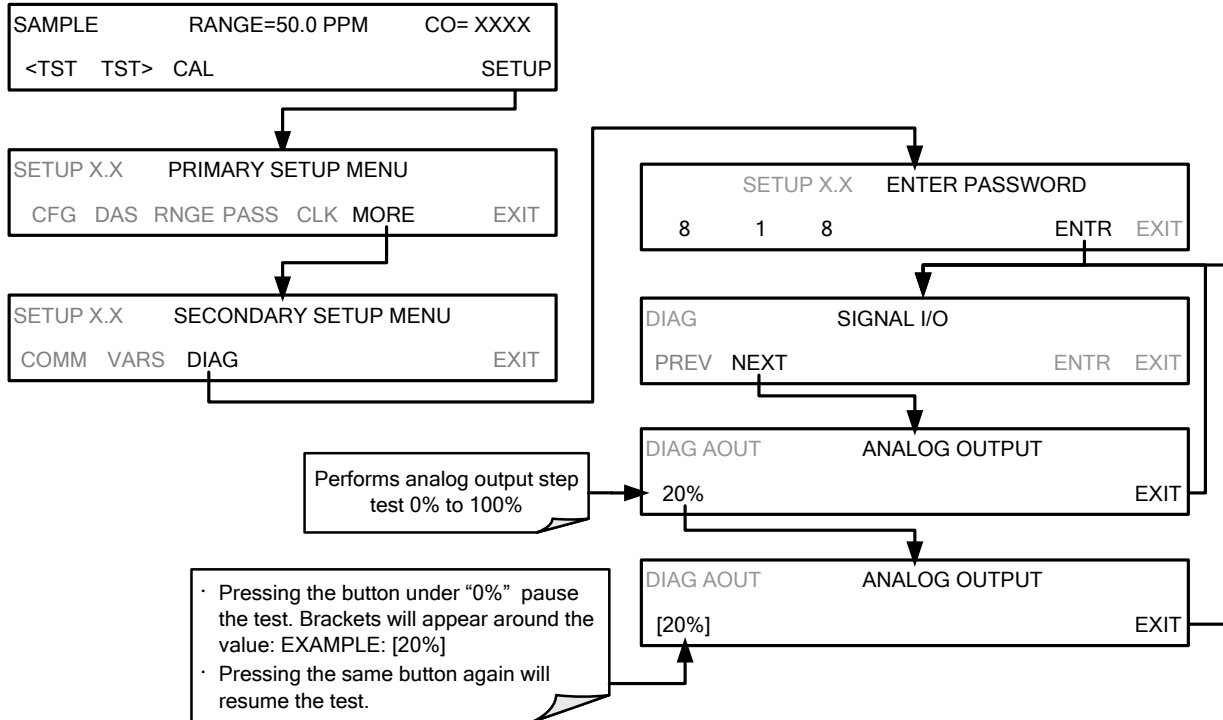 SAMPLE RANGE=50.0 PPM CO= XXXX
<TST TST> CAL SETUP
SETUP X.X PRIMARY SETUP MENU
CFG DAS RNGE PASS CLK MORE EXIT
SETUP X.X SECONDARY SETUP MENU
COMM VARS DIAG EXIT
SETUP X.X ENTER PASSWORD
8 1 8 ENTR EXIT
DIAG SIGNAL I/O
PREV NEXT ENTR EXIT
DIAG AOUT ANALOG OUTPUT
20% EXIT
Performs analog output step
test 0% to 100%
DIAG AOUT ANALOG OUTPUT
[20%] EXIT
· Pressing the button under “0%” pause
the test. Brackets will appear around the
value: EXAMPLE: [20%]
· Pressing the same button again will
resume the test.